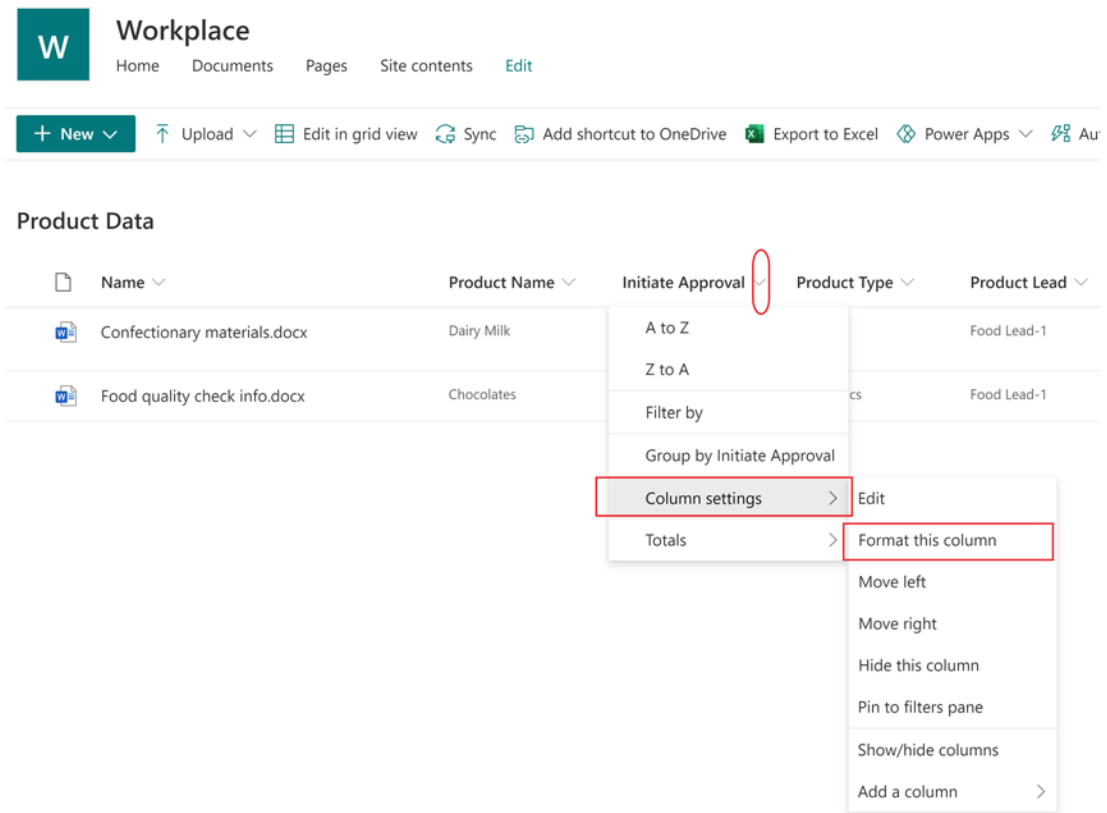 W
Workplace
Home Documents Pages Site contents Edit
New Upload Edit in grid view Sync Add shortcut to OneDrive Export to Excel Power Apps
Product Data
Name Product Name Initiate Approval Product Type Product Lead
Confectionary materials.docx Dairy Milk Food Lead-1
Food quality check info.docx Chocolates cs Food Lead-1
A to Z
Z to A
Filter by
Group by Initiate Approval
Column settings
Totals
Edit
Format this column
Move left
Move right
Hide this column
Pin to filters pane
Show/hide columns
Add a column